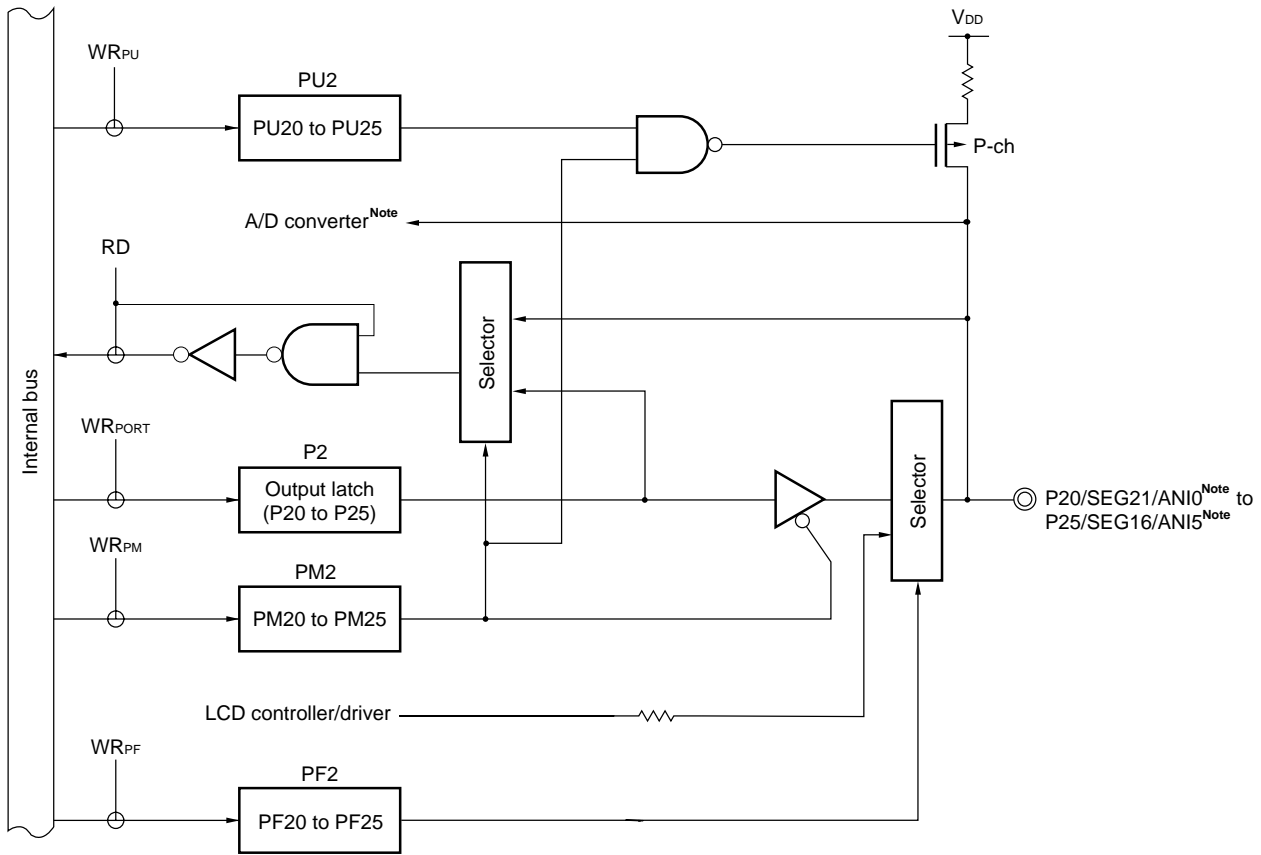 VDD
WRPU
PU2
PU20 to PU25
P-ch
A/D converterNote
RD
Selector
Internal bus
WRPORT
P2
Output latch
(P20 to P25)
Selector
P20/SEG21/ANI0Note to
P25/SEG16/ANI5Note
WRPM
PM2
PM20 to PM25
LCD controller/driver
WRPF
PF2
PF20 to PF25